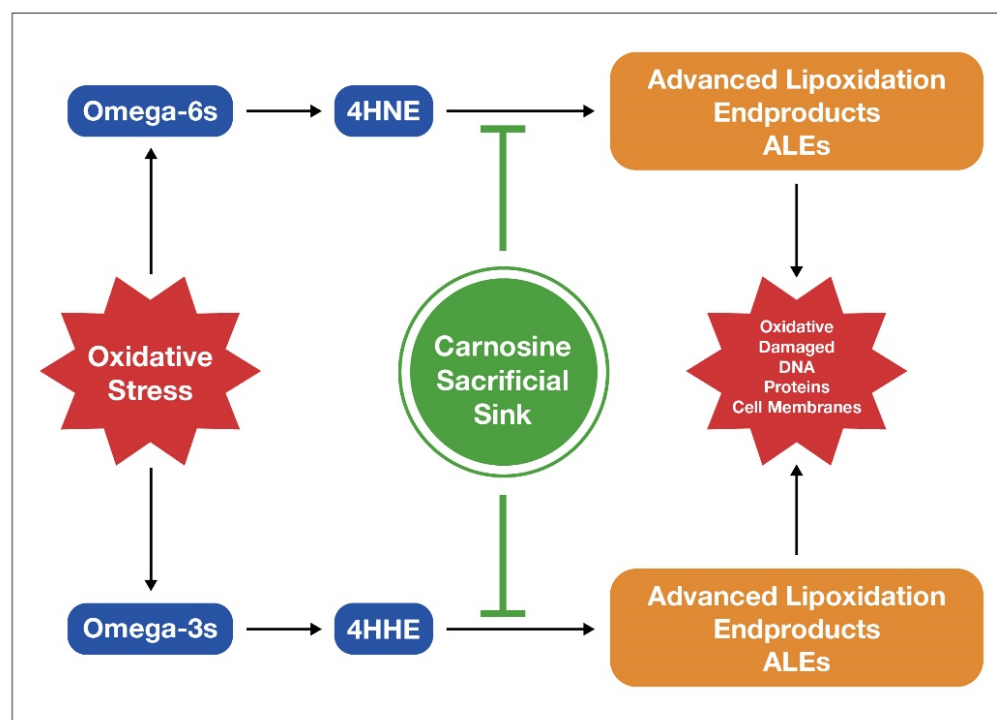 Omega-6s
4HNE
Advanced Lipoxidation
Endproducts
ALEs
Oxidative
Stress
Carnosine
Sacrificial
Sink
Oxidative
Damaged
DNA
Proteins
Cell Membranes
Omega-3s
4HHE
Advanced Lipoxidation
Endproducts
ALEs